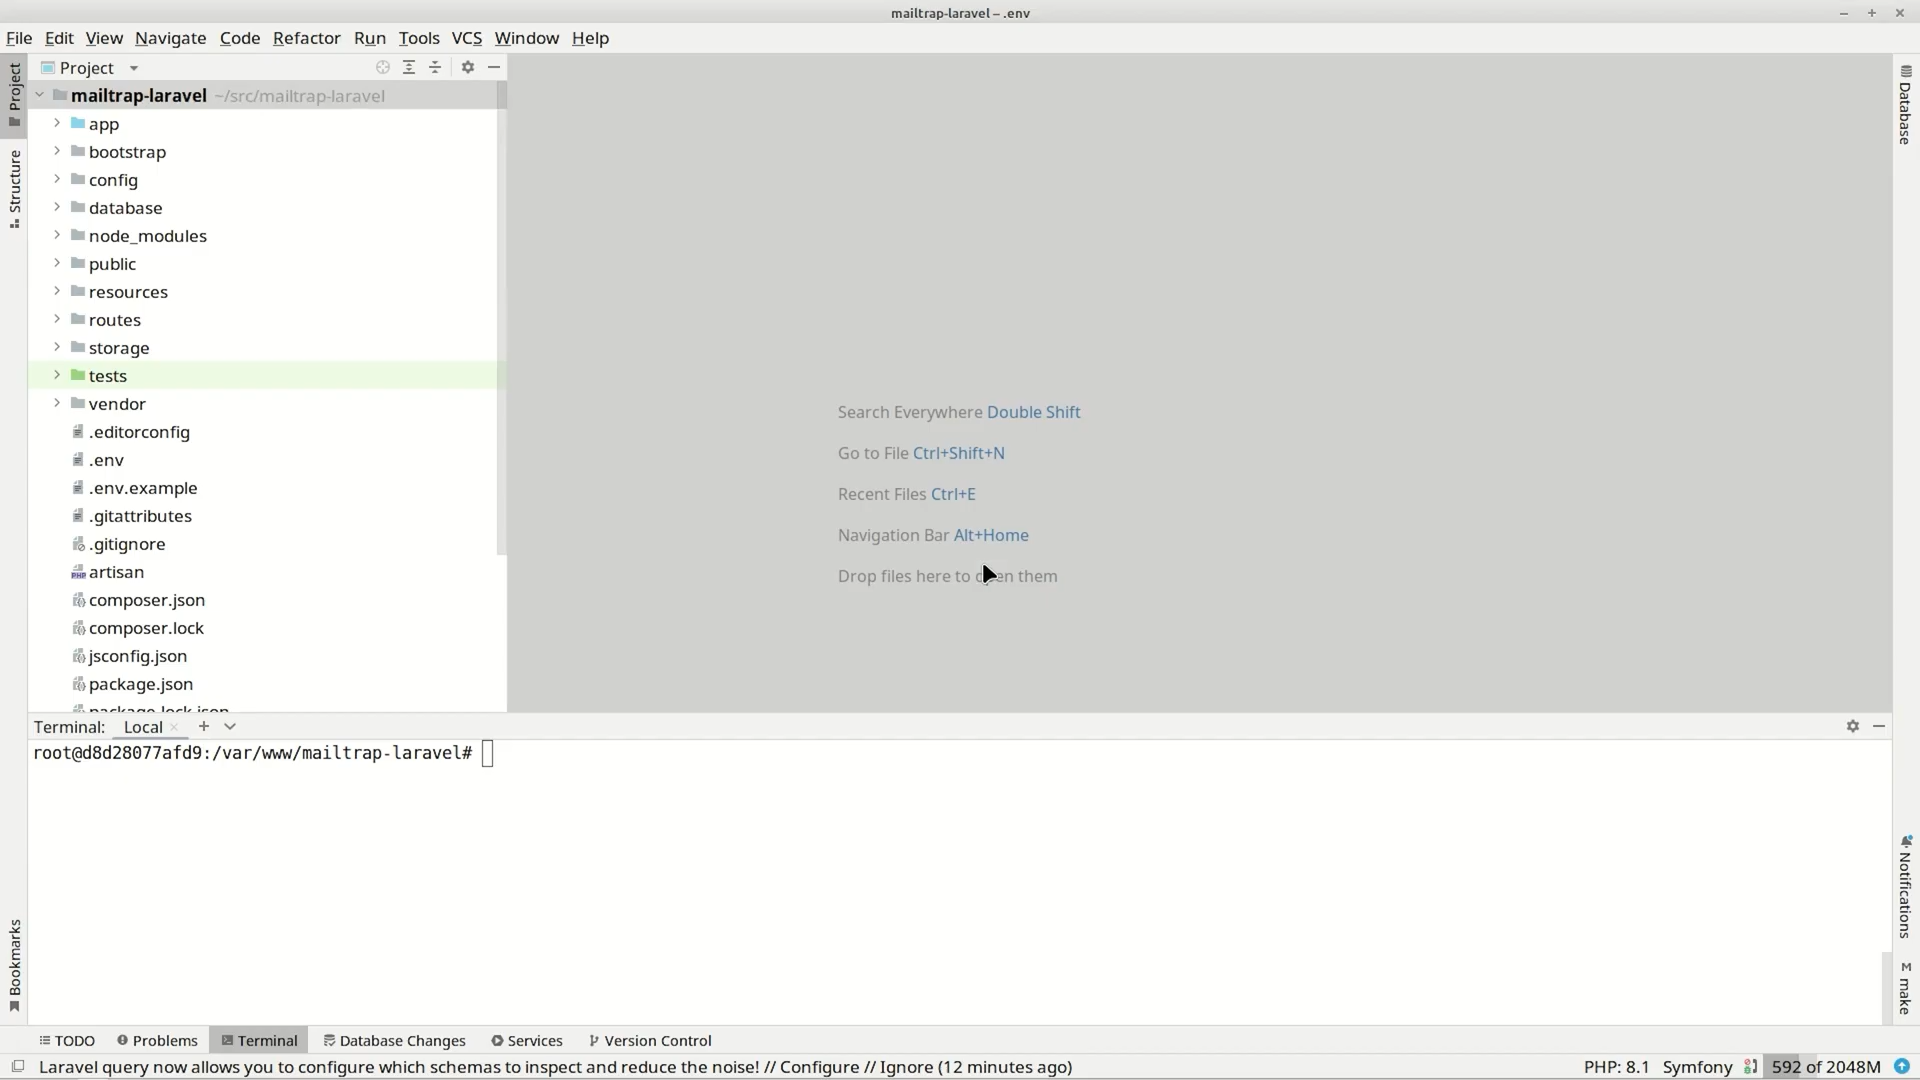 mailtrap-laravel – .env
File Edit View Navigate Code Refactor Run Tools VCS Window Help
Project
mailtrap-laravel ~/src/mailtrap-laravel
app
bootstrap
config
database
node_modules
public
resources
routes
storage
tests
vendor
.editorconfig
.env
.env.example
.gitattributes
.gitignore
artisan
composer.json
composer.lock
jsconfig.json
package.json
package-lock.json
Project
Structure
Bookmarks
Search Everywhere Double Shift
Go to File Ctrl+Shift+N
Recent Files Ctrl+E
Navigation Bar Alt+Home
Drop files here to open them
Database
Notifications
M make
Terminal: Local
root@d8d28077afd9:/var/www/mailtrap-laravel#
TODO Problems Terminal Database Changes Services Version Control
Laravel query now allows you to configure which schemas to inspect and reduce the noise! // Configure // Ignore (12 minutes ago) PHP: 8.1 Symfony 592 of 2048M